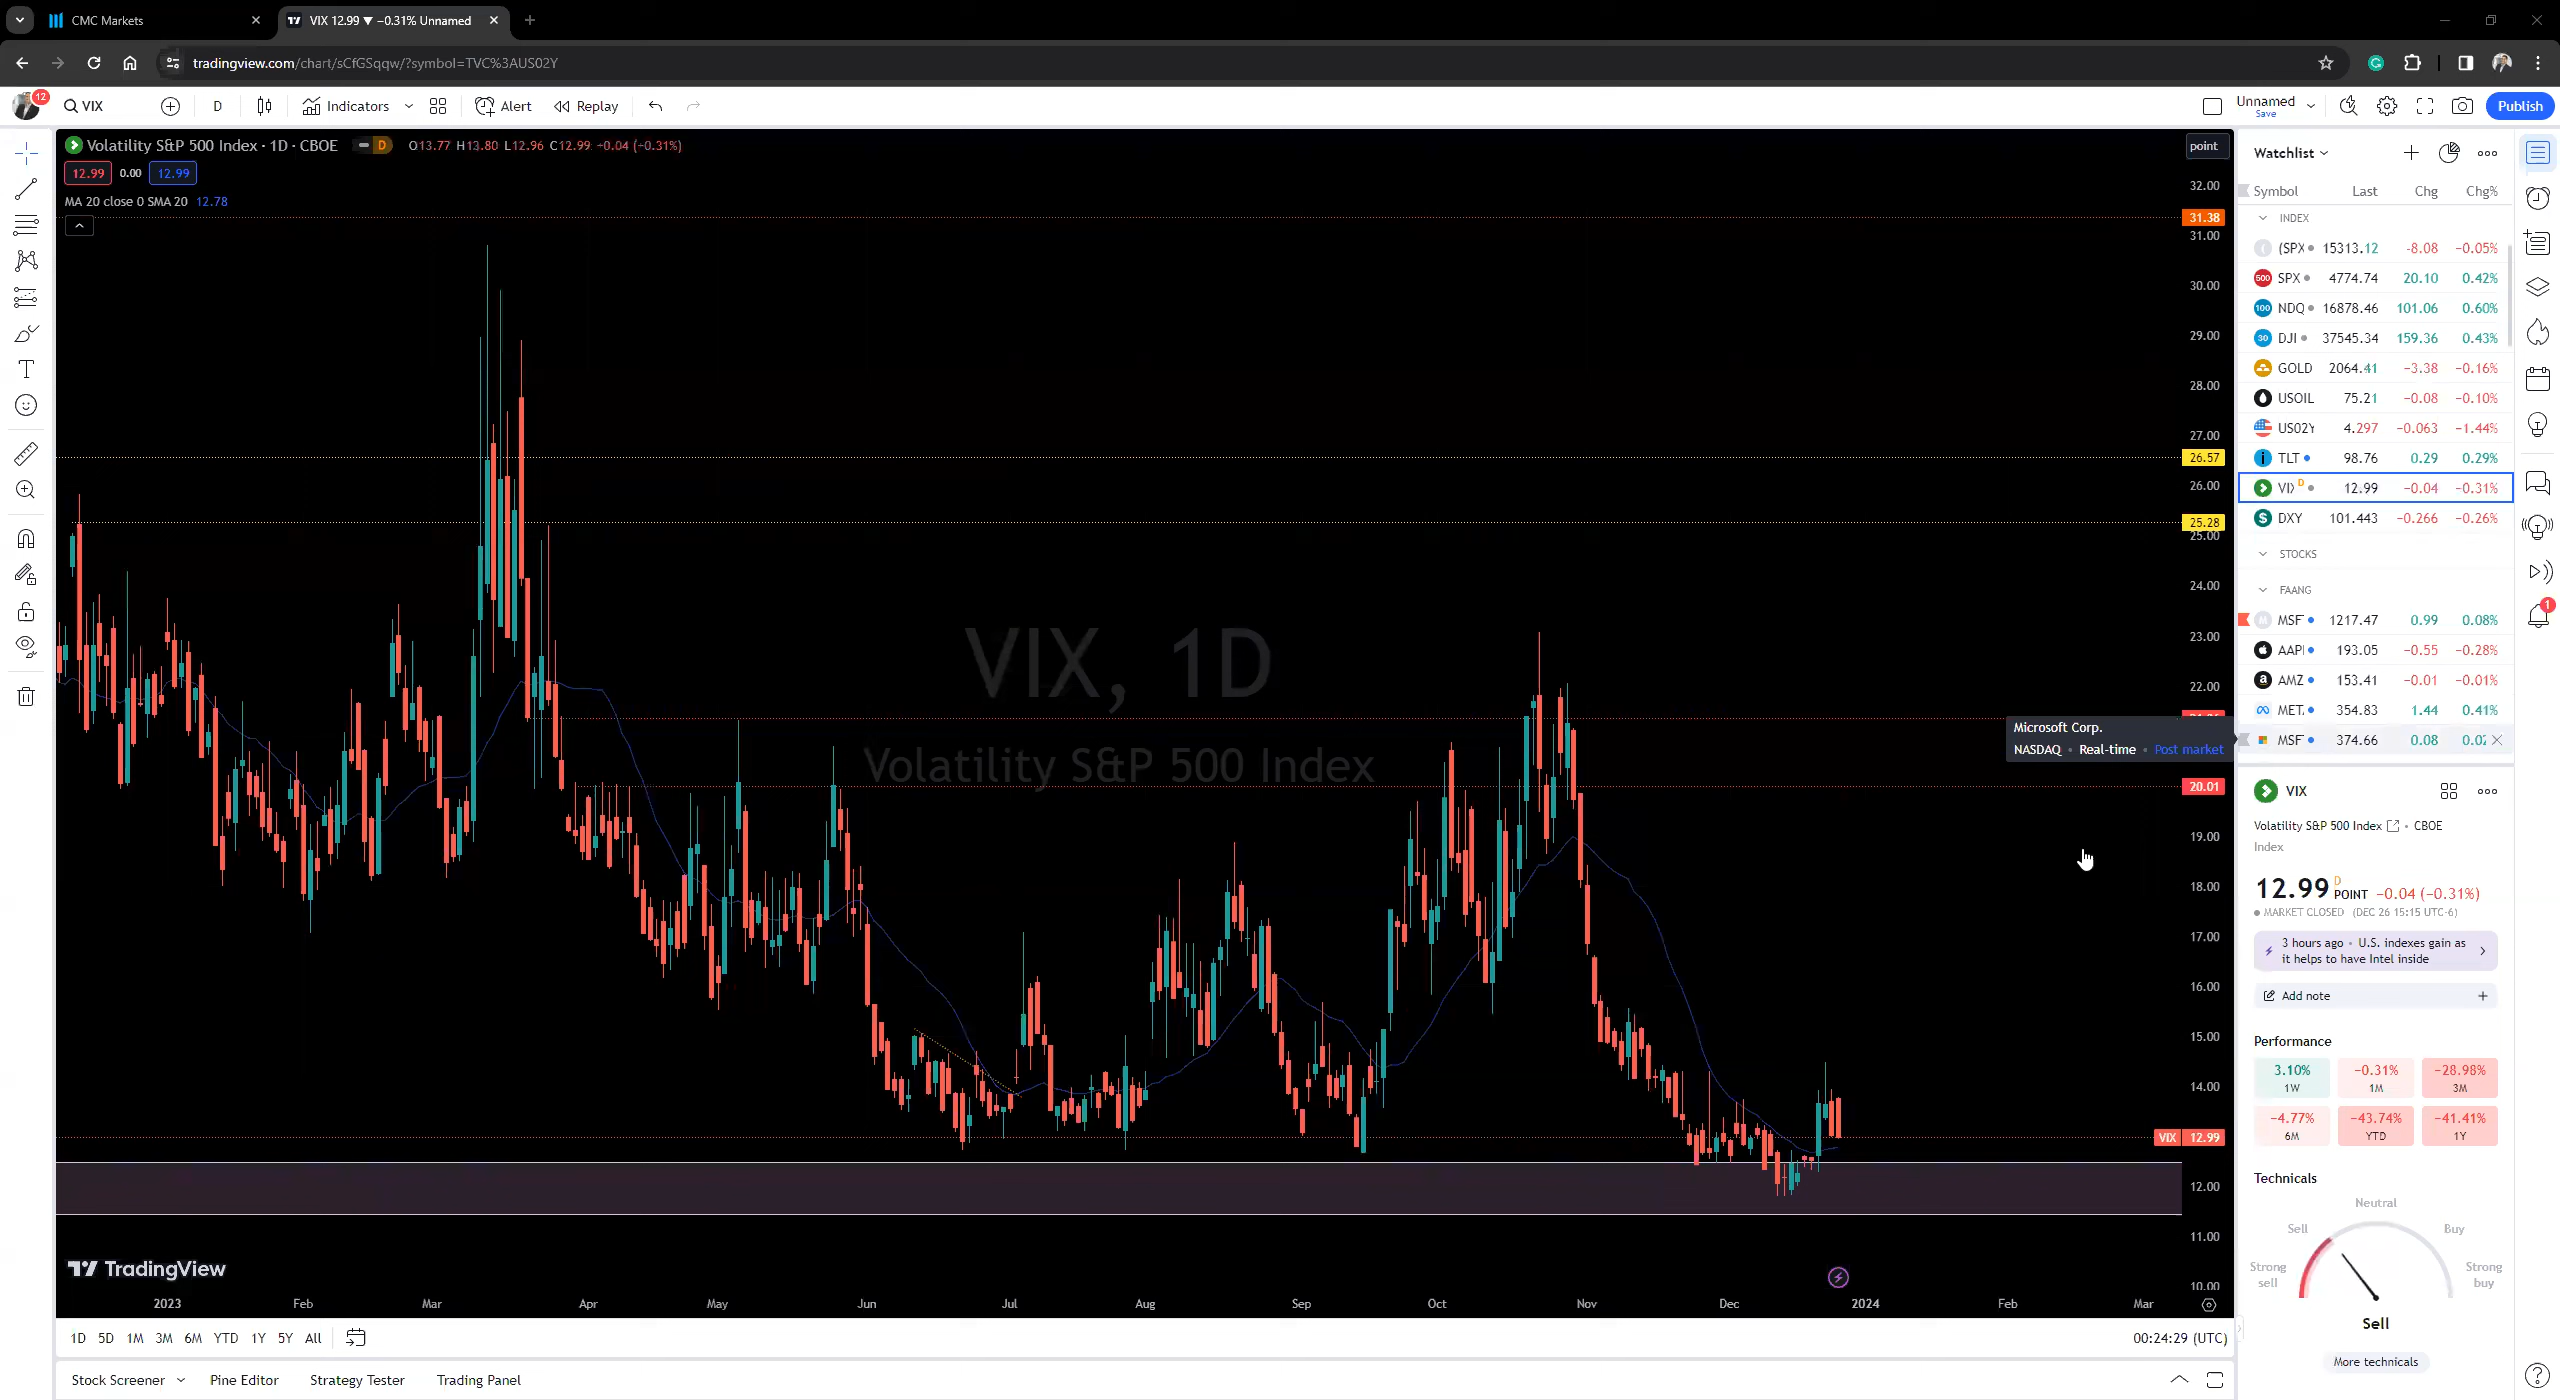 CMC Markets
VIX 12.99 ▼ −0.31% Unnamed
tradingview.com/chart/sCfGSqqw/?symbol=TVC%3AUS02Y
12
VIX
D
Indicators
Alert
Replay
Unnamed
Save
Publish
Volatility S&P 500 Index · 1D · CBOE
D
O13.77 H13.80 L12.96 C12.99 −0.04 (−0.31%)
12.99 0.00 12.99
MA 20 close 0 SMA 20 12.78
VIX, 1D
Volatility S&P 500 Index
point
32.00
31.38
31.00
30.00
29.00
28.00
27.00
26.57
26.00
25.28
25.00
24.00
23.00
22.00
20.01
19.00
18.00
17.00
16.00
15.00
14.00
VIX 12.99
12.00
11.00
10.00
Microsoft Corp.
NASDAQ • Real-time • Post market
TradingView
2023 Feb Mar Apr May Jun Jul Aug Sep Oct Nov Dec 2024 Feb Mar
1D 5D 1M 3M 6M YTD 1Y 5Y All
00:24:29 (UTC)
Stock Screener
Pine Editor
Strategy Tester
Trading Panel
Watchlist
Symbol Last Chg Chg%
INDEX
(SPX 15313.12 -8.08 −0.05%
500 SPX 4774.74 20.10 0.42%
100 NDQ 16878.46 101.06 0.60%
30 DJI 37545.34 159.36 0.43%
GOLD 2064.41 −3.38 −0.16%
USOIL 75.21 −0.08 −0.10%
US02Y 4.297 −0.063 −1.44%
TLT 98.76 0.29 0.29%
VIX D 12.99 −0.04 −0.31%
DXY 101.443 −0.266 −0.26%
STOCKS
FAANG
M MSF 1217.47 0.99 0.08%
AAPL 193.05 −0.55 −0.28%
AMZ 153.41 −0.01 −0.01%
MET 354.83 1.44 0.41%
MSF 374.66 0.08 0.02
VIX
Volatility S&P 500 Index • CBOE
Index
12.99 D POINT −0.04 (−0.31%)
MARKET CLOSED (DEC 26 15:15 UTC-6)
3 hours ago • U.S. indexes gain as
it helps to have Intel inside
Add note
Performance
3.10% −0.31% −28.98%
1W 1M 3M
−4.77% −43.74% −41.41%
6M YTD 1Y
Technicals
Neutral
Sell Buy
Strong sell
Strong buy
Sell
More technicals
1